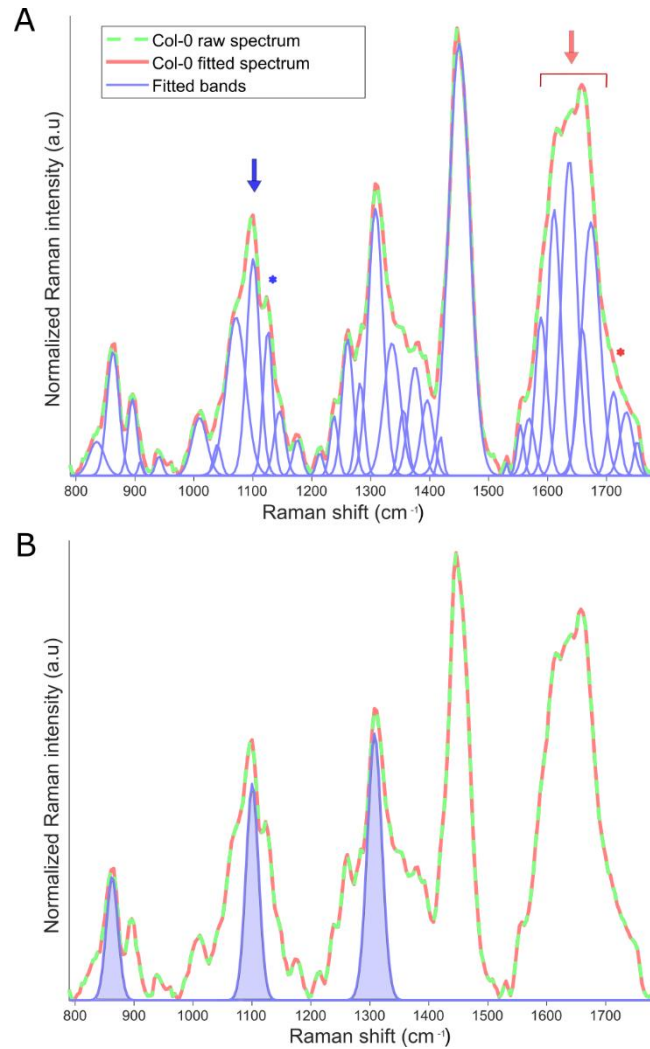 A
Col-0 raw spectrum
Col-0 fitted spectrum
Fitted bands
*
*
Normalized Raman intensity (a.u)
800 900 1000 1100 1200 1300 1400 1500 1600 1700
Raman shift (cm⁻¹)
B
Normalized Raman intensity (a.u)
800 900 1000 1100 1200 1300 1400 1500 1600 1700
Raman shift (cm⁻¹)